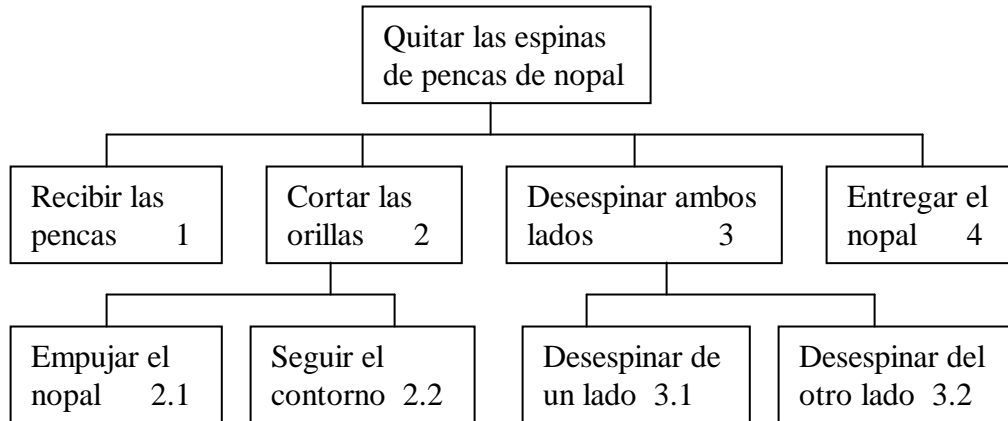 Quitar las espinas
de pencas de nopal
Recibir las
pencas 1
Cortar las
orillas 2
Desespinar ambos
lados 3
Entregar el
nopal 4
Empujar el
nopal 2.1
Seguir el
contorno 2.2
Desespinar de
un lado 3.1
Desespinar del
otro lado 3.2